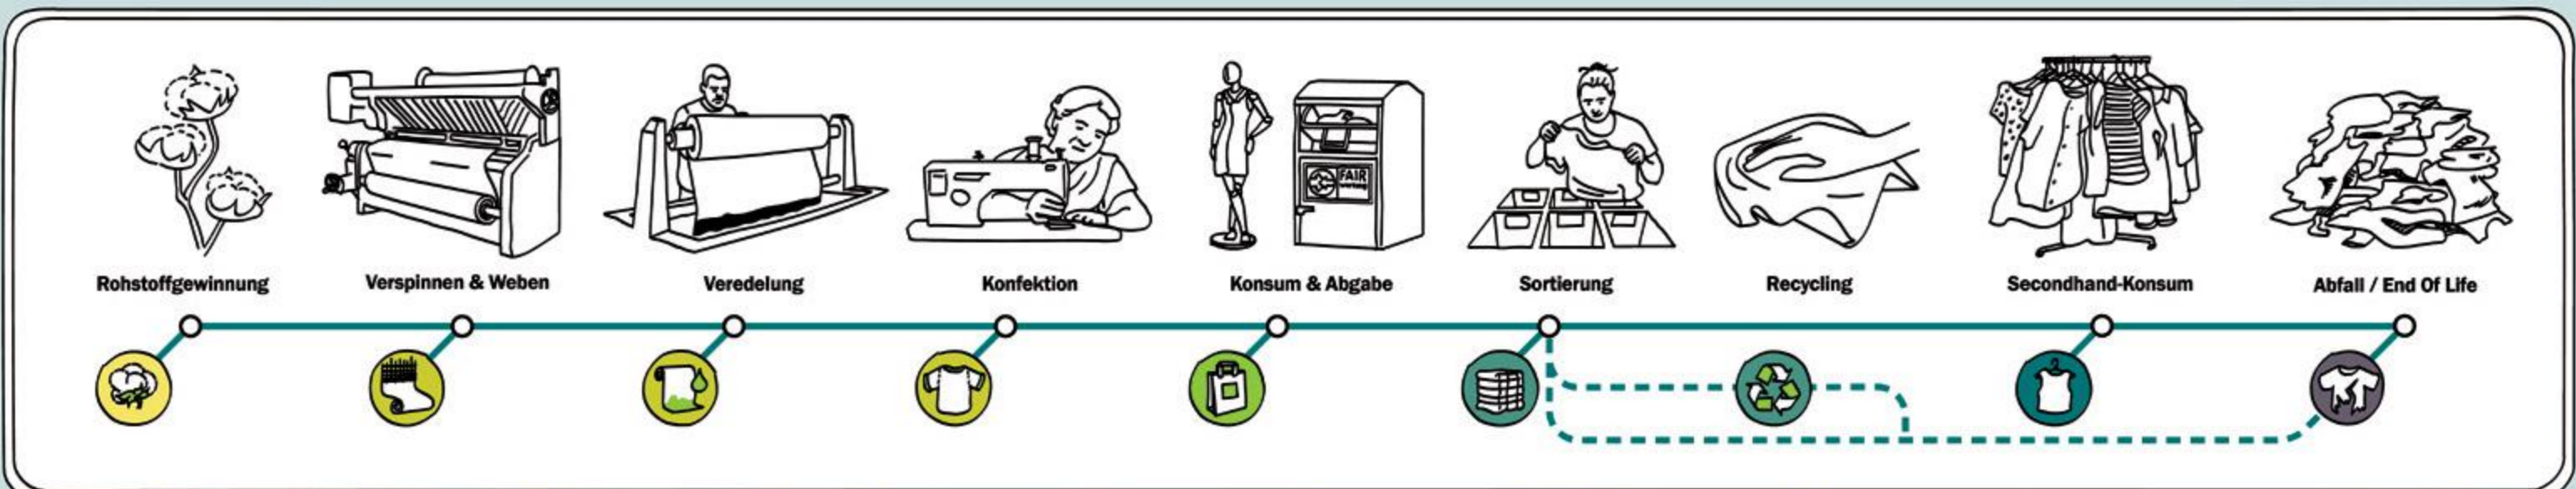 FAIR
Rohstoffgewinnung
Verspinnen & Weben
Veredelung
Konfektion
Konsum & Abgabe
Sortierung
Recycling
Secondhand-Konsum
Abfall / End Of Life